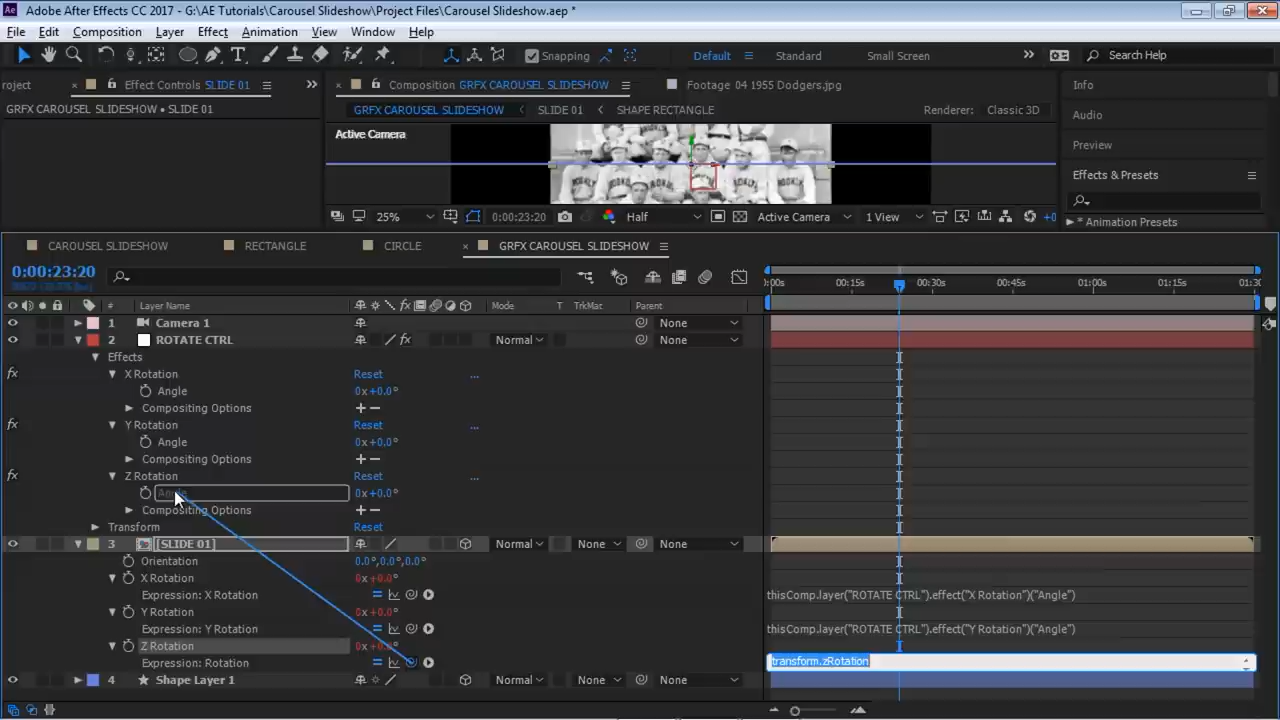 Adobe After Effects CC 2017 - G:\AE Tutorials\Carousel Slideshow\Project Files\Carousel Slideshow.aep *
File Edit Composition Layer Effect Animation View Window Help
Snapping Default Standard Small Screen Search Help
roject Effect Controls SLIDE 01 Composition GRFX CAROUSEL SLIDESHOW Footage 04 1955 Dodgers.jpg Info
GRFX CAROUSEL SLIDESHOW • SLIDE 01 GRFX CAROUSEL SLIDESHOW SLIDE 01 SHAPE RECTANGLE Renderer: Classic 3D Audio
Active Camera Preview
Effects & Presets
25% 0:00:23:20 Half Active Camera 1 View +0 * Animation Presets
CAROUSEL SLIDESHOW RECTANGLE CIRCLE GRFX CAROUSEL SLIDESHOW
0:00:23:20
:00s 00:15s 00:30s 00:45s 01:00s 01:15s 01:30
# Layer Name Mode T TrkMat Parent
1 Camera 1 None
2 ROTATE CTRL Normal None
Effects
X Rotation Reset ...
Angle 0x+0.0°
Compositing Options + −
Y Rotation Reset ...
Angle 0x+0.0°
Compositing Options + −
Z Rotation Reset ...
Angle 0x+0.0°
Compositing Options + −
Transform Reset
3 [SLIDE 01] Normal None None
Orientation 0.0°,0.0°,0.0°
X Rotation 0x+0.0°
Expression: X Rotation thisComp.layer("ROTATE CTRL").effect("X Rotation")("Angle")
Y Rotation 0x+0.0°
Expression: Y Rotation thisComp.layer("ROTATE CTRL").effect("Y Rotation")("Angle")
Z Rotation 0x+0.0°
Expression: Rotation transform.zRotation
4 Shape Layer 1 Normal None None